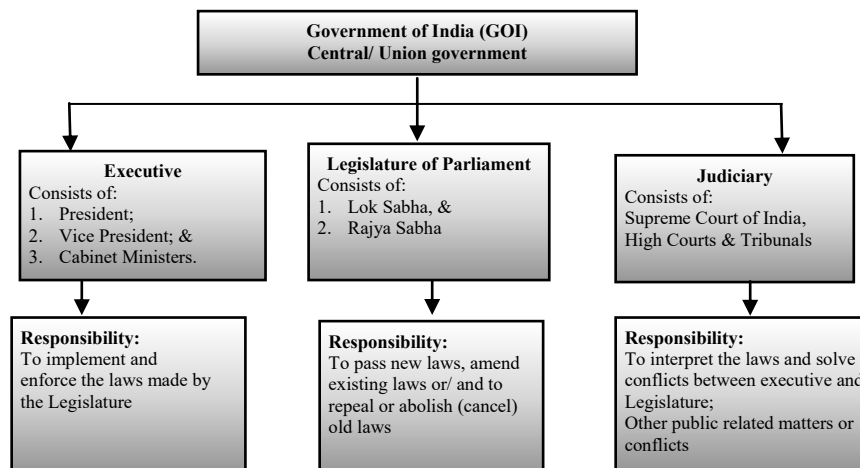 Government of India (GOI)
Central/ Union government
Executive
Consists of:
1. President;
2. Vice President; &
3. Cabinet Ministers.
Legislature of Parliament
Consists of:
1. Lok Sabha, &
2. Rajya Sabha
Judiciary
Consists of:
Supreme Court of India,
High Courts & Tribunals
Responsibility:
To implement and
enforce the laws made by
the Legislature
Responsibility:
To pass new laws, amend
existing laws or/ and to
repeal or abolish (cancel)
old laws
Responsibility:
To interpret the laws and solve
conflicts between executive and
Legislature;
Other public related matters or
conflicts